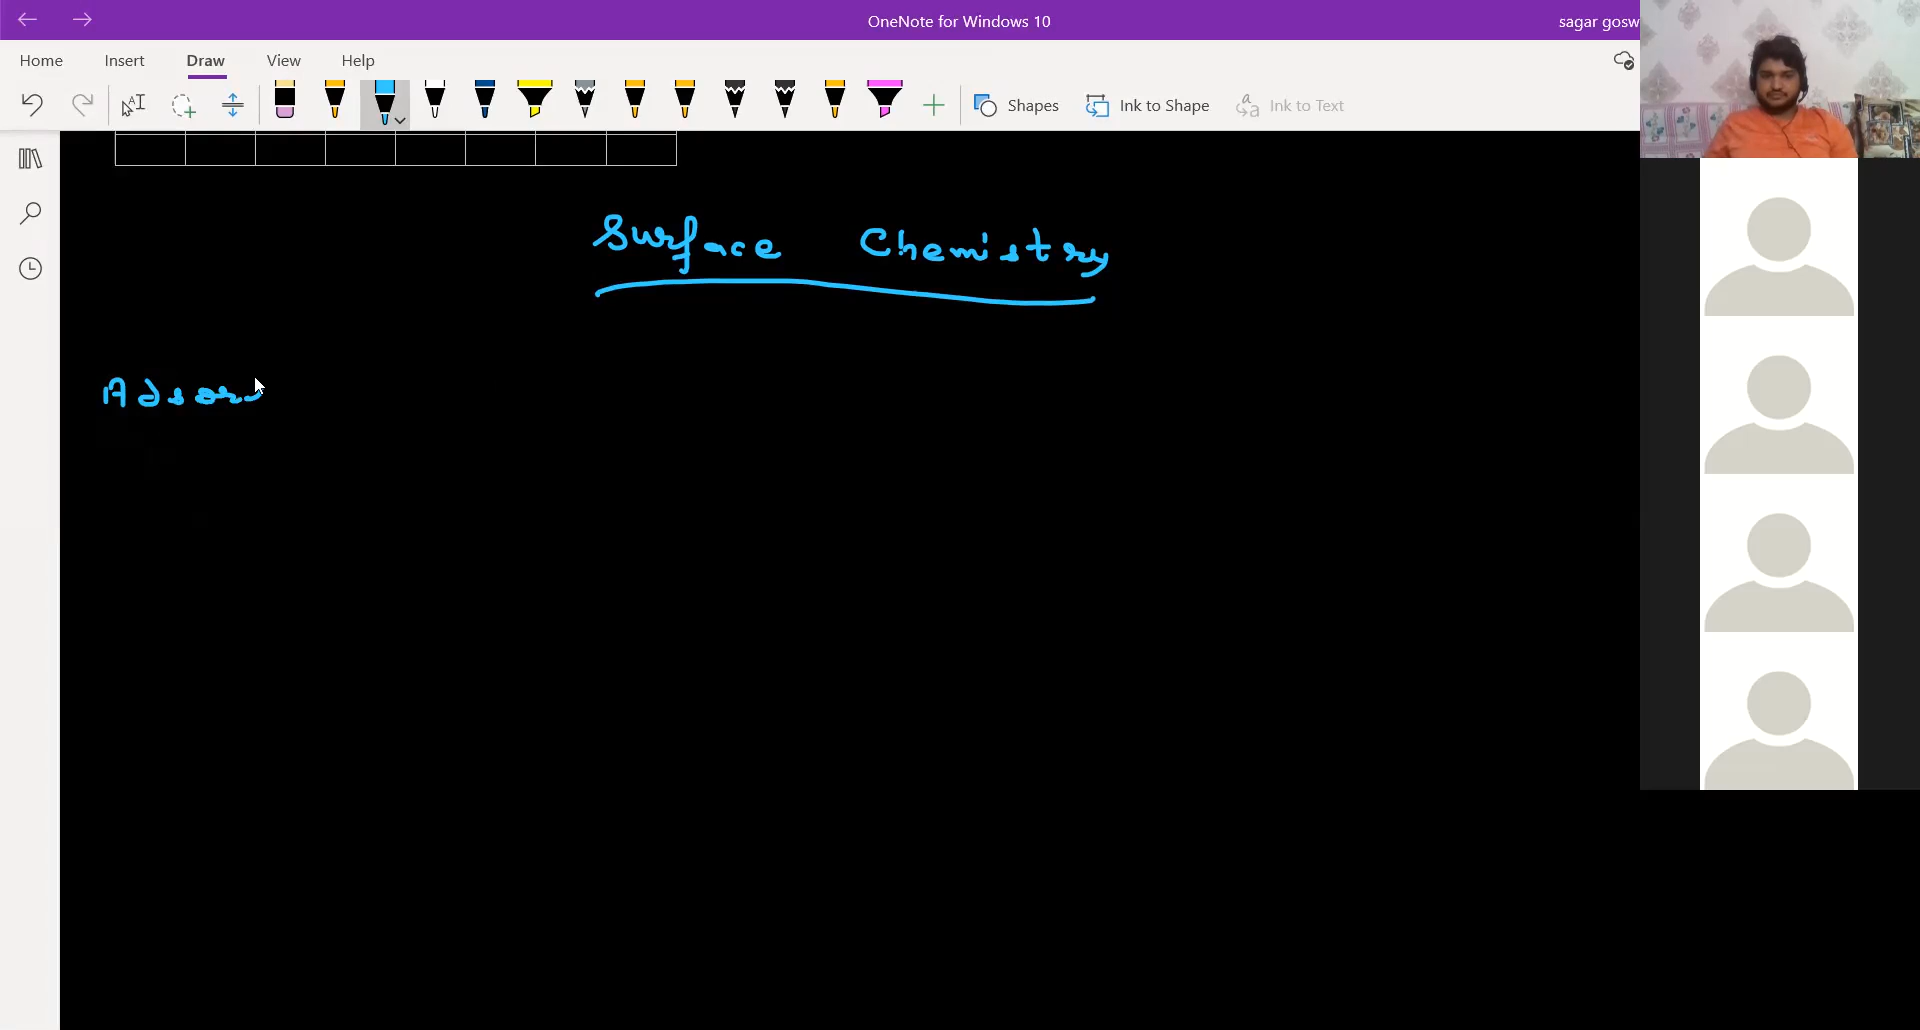 OneNote for Windows 10
sagar gosw
Home Insert Draw View Help
Shapes Ink to Shape Ink to Text
Surface Chemistry
Adsor